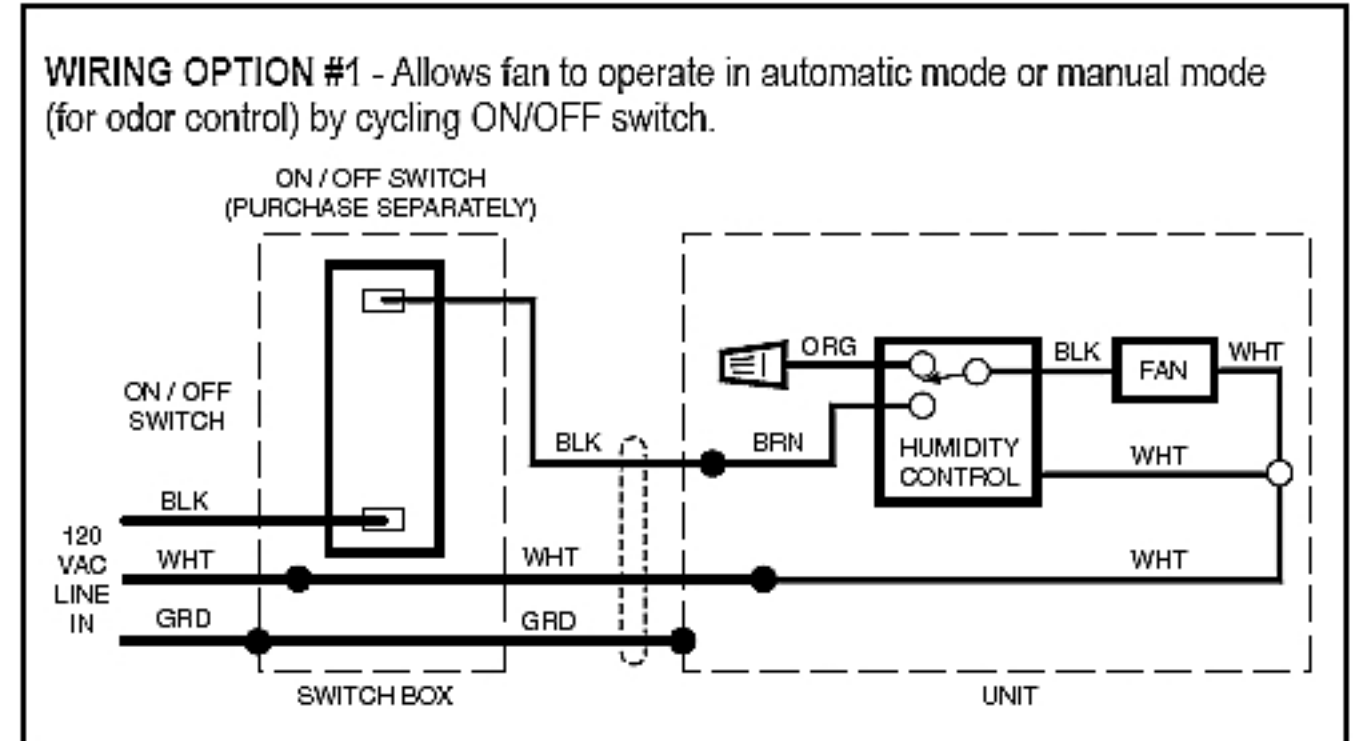 WIRING OPTION #1 - Allows fan to operate in automatic mode or manual mode
(for odor control) by cycling ON/OFF switch.
ON / OFF SWITCH
(PURCHASE SEPARATELY)
ORG
BLK
FAN
WHT
ON / OFF
SWITCH
BLK
BRN
HUMIDITY
CONTROL
WHT
BLK
120
VAC
LINE
IN
WHT
WHT
WHT
GRD
GRD
SWITCH BOX
UNIT